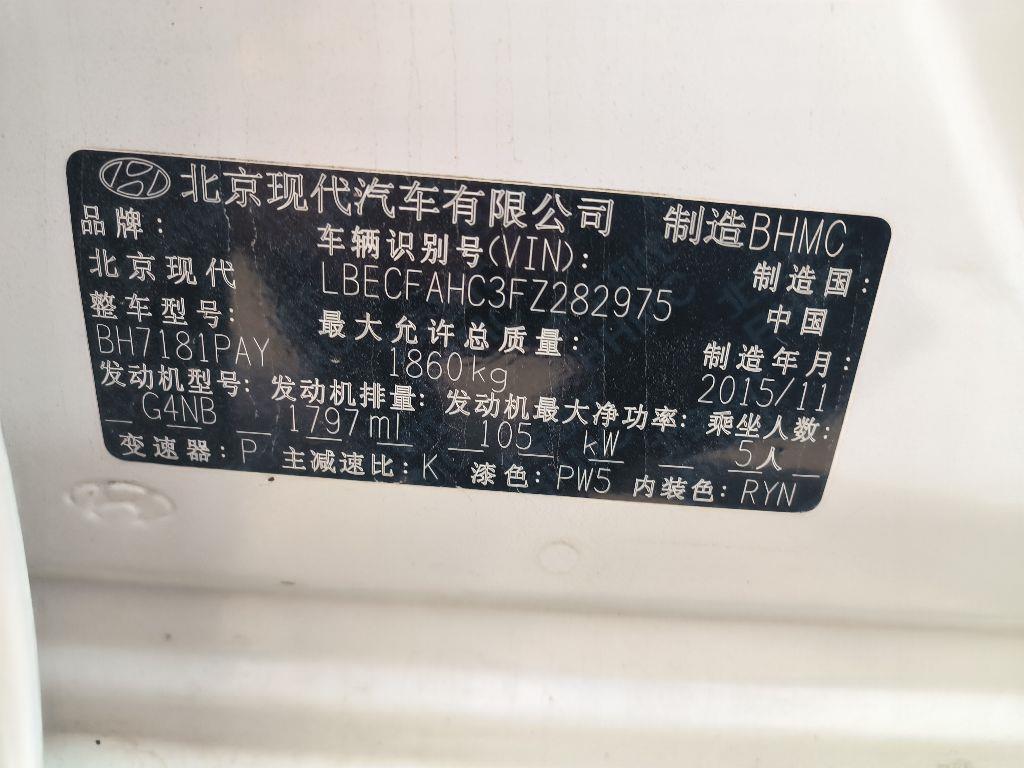 北京现代汽车有限公司 制造BHMC
品牌： 车辆识别号(VIN)： 制造国：
北京现代 LBECFAHC3FZ282975 中国
整车型号： 最大允许总质量： 制造年月：
BH7181PAY 1860kg 2015/11
发动机型号： 发动机排量： 发动机最大净功率： 乘坐人数：
G4NB 1797ml 105 kW 5人
变速器：P 主减速比：K 漆色：PW5 内装色：RYN